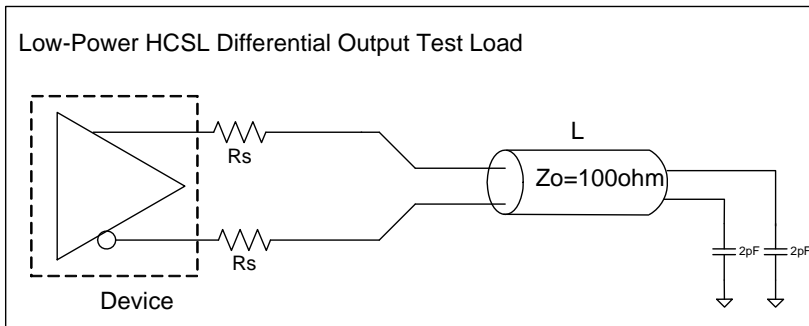 Low-Power HCSL Differential Output Test Load
Rs
L
Zo=100ohm
2pF 2pF
Rs
Device